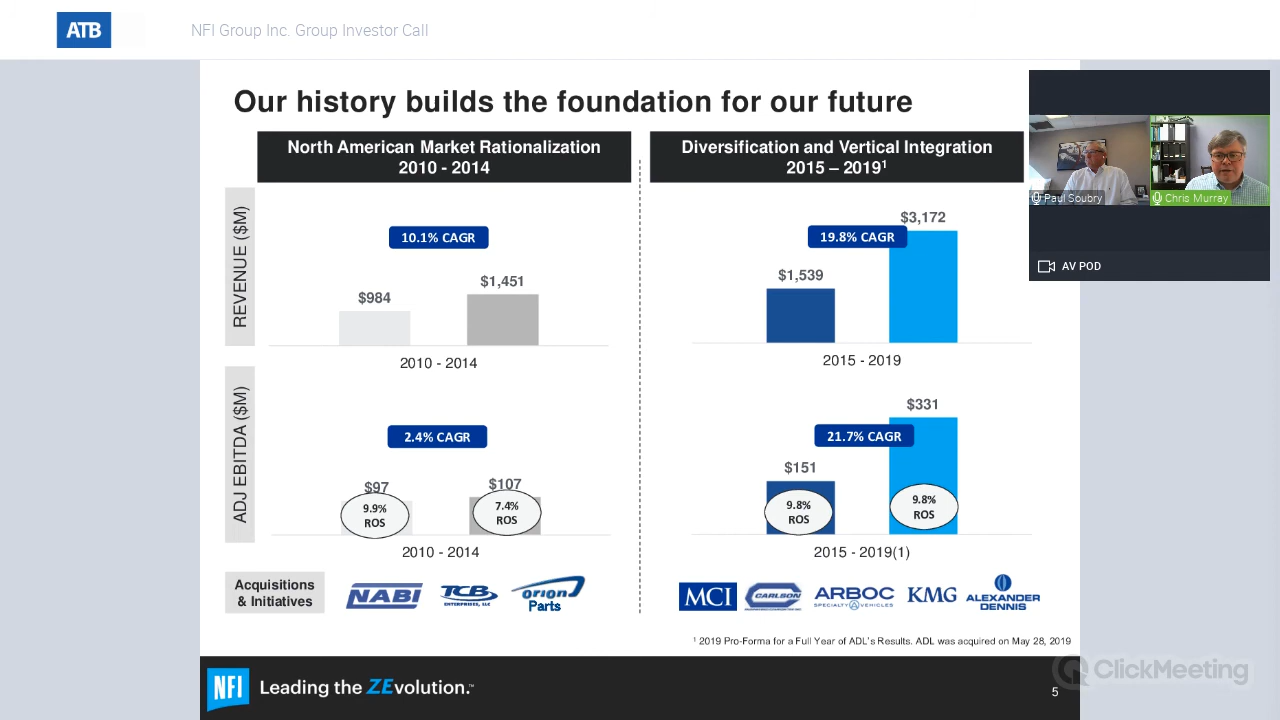 ATB
NFI Group Inc. Group Investor Call
Our history builds the foundation for our future
North American Market Rationalization
2010 - 2014
Diversification and Vertical Integration
2015 – 2019¹
Paul Soubry
Chris Murray
AV POD
REVENUE ($M)
10.1% CAGR
$984
$1,451
2010 - 2014
19.8% CAGR
$1,539
$3,172
2015 - 2019
ADJ EBITDA ($M)
2.4% CAGR
$97
9.9%
ROS
$107
7.4%
ROS
2010 - 2014
21.7% CAGR
$151
9.8%
ROS
$331
9.8%
ROS
2015 - 2019(1)
Acquisitions
& Initiatives
NABI
TCB
ENTERPRISES, LLC
orion
Parts
MCI
CARLSON
ARBOC
SPECIALTY VEHICLES
KMG
ALEXANDER
DENNIS
¹ 2019 Pro-Forma for a Full Year of ADL's Results. ADL was acquired on May 28, 2019
NFI
Leading the ZEvolution.™
ClickMeeting
5